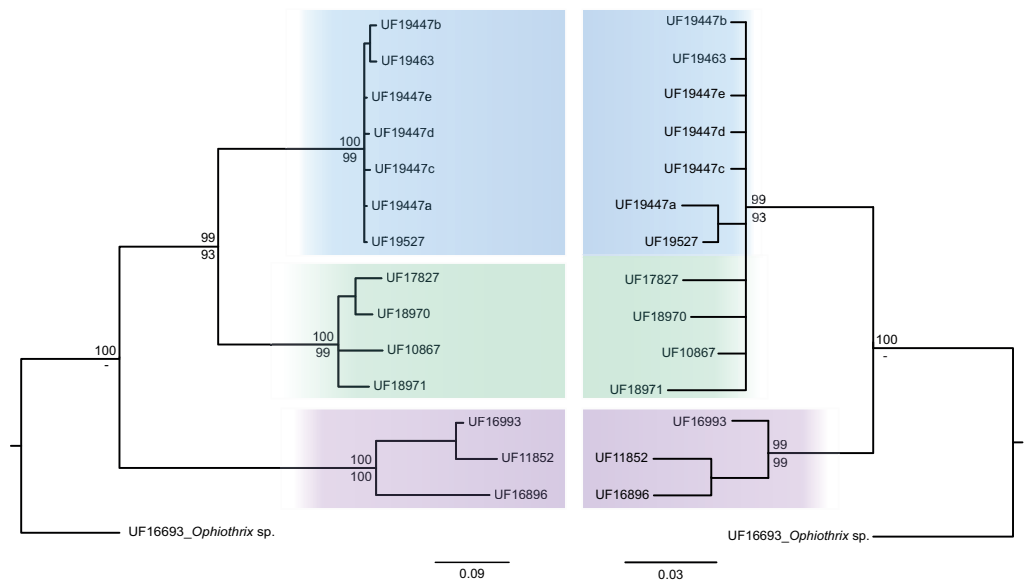 UF19447b
UF19463
UF19447e
UF19447d
100
99
UF19447c
UF19447a
UF19527
99
93
UF17827
UF18970
100
99
UF10867
UF18971
100
-
UF16993
100
100
UF11852
UF16896
UF16693_Ophiothrix sp.
0.09
UF19447b
UF19463
UF19447e
UF19447d
UF19447c
UF19447a
99
93
UF19527
UF17827
UF18970
UF10867
100
-
UF18971
UF16993
99
99
UF11852
UF16896
UF16693_Ophiothrix sp.
0.03